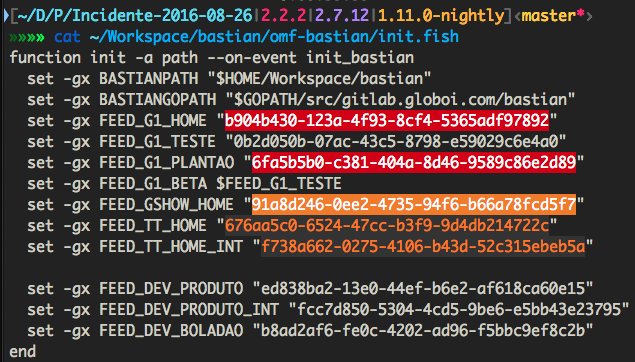 [~/D/P/Incidente-2016-08-26|2.2.2|2.7.12|1.11.0-nightly]‹master*›
»»»» cat ~/Workspace/bastian/omf-bastian/init.fish
function init -a path --on-event init_bastian
set -gx BASTIANPATH "$HOME/Workspace/bastian"
set -gx BASTIANGOPATH "$GOPATH/src/gitlab.globoi.com/bastian"
set -gx FEED_G1_HOME "b904b430-123a-4f93-8cf4-5365adf97892"
set -gx FEED_G1_TESTE "0b2d050b-07ac-43c5-8798-e59029c6e4a0"
set -gx FEED_G1_PLANTAO "6fa5b5b0-c381-404a-8d46-9589c86e2d89"
set -gx FEED_G1_BETA $FEED_G1_TESTE
set -gx FEED_GSHOW_HOME "91a8d246-0ee2-4735-94f6-b66a78fcd5f7"
set -gx FEED_TT_HOME "676aa5c0-6524-47cc-b3f9-9d4db214722c"
set -gx FEED_TT_HOME_INT "f738a662-0275-4106-b43d-52c315ebeb5a"
set -gx FEED_DEV_PRODUTO "ed838ba2-13e0-44ef-b6e2-af618ca60e15"
set -gx FEED_DEV_PRODUTO_INT "fcc7d850-5304-4cd5-9be6-e5bb43e23795"
set -gx FEED_DEV_BOLADAO "b8ad2af6-fe0c-4202-ad96-f5bbc9ef8c2b"
end